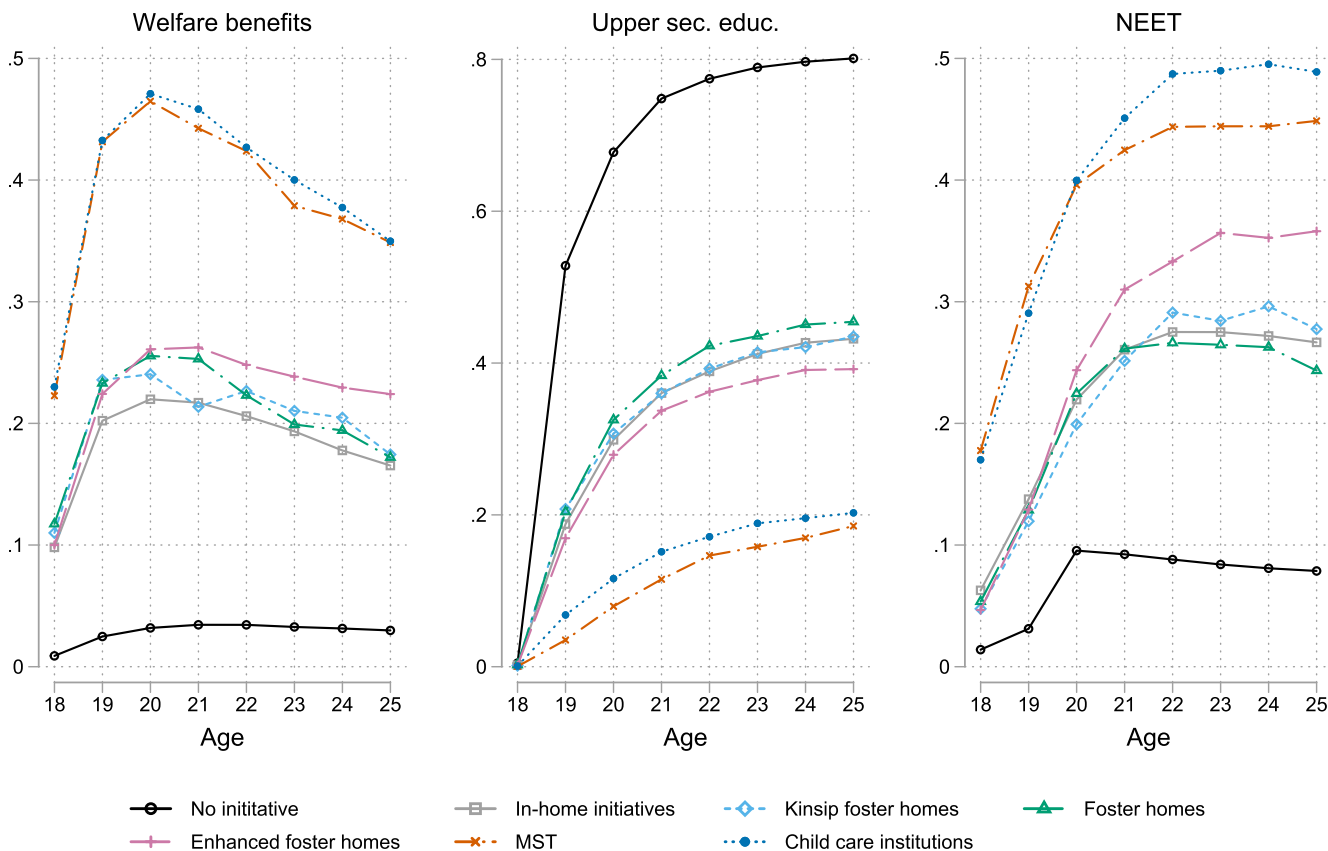 Welfare benefits
Upper sec. educ.
NEET
.5
.4
.3
.2
.1
0
18 19 20 21 22 23 24 25
Age
.8
.6
.4
.2
0
18 19 20 21 22 23 24 25
Age
.5
.4
.3
.2
.1
0
18 19 20 21 22 23 24 25
Age
No inititative
In-home initiatives
Kinsip foster homes
Foster homes
Enhanced foster homes
MST
Child care institutions